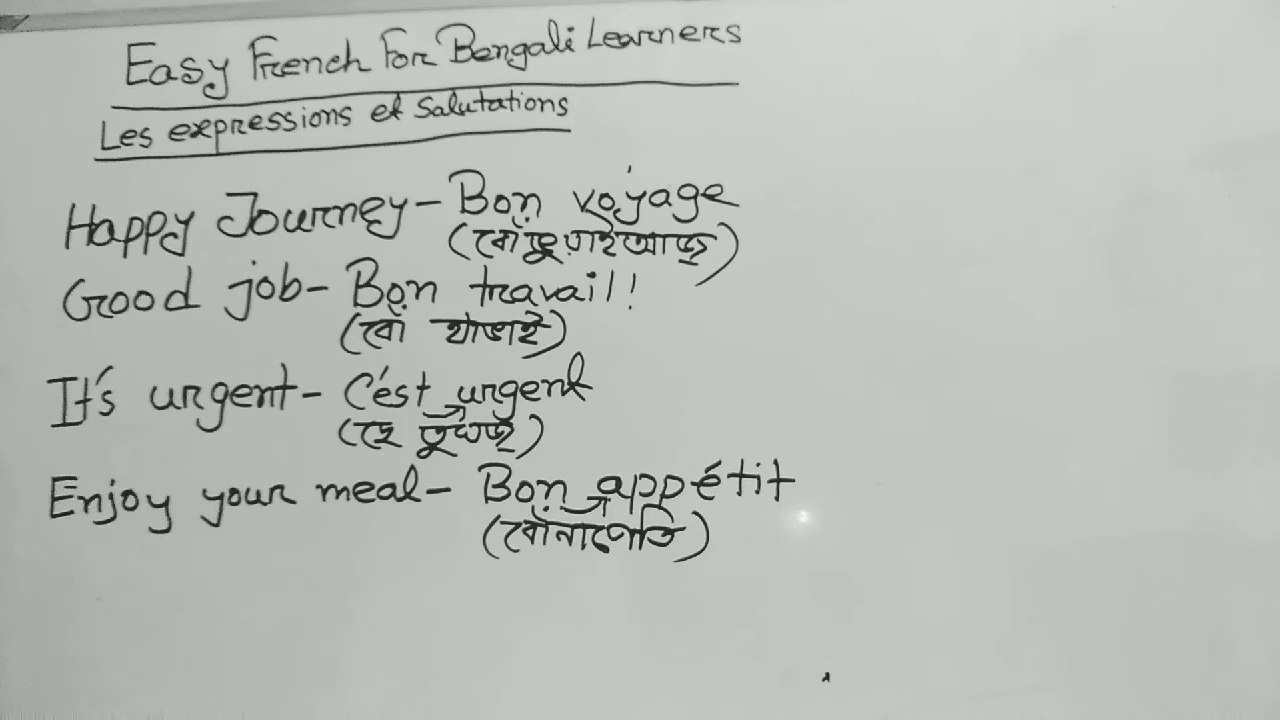 Easy French For Bengali Learners
Les expressions et Salutations
Happy Journey - Bon voyage
Good job - Bon travail!
(বোঁ থাভাই)
It's urgent - C'ést urgent
Enjoy your meal - Bon appétit
(বোঁনাপেতি)